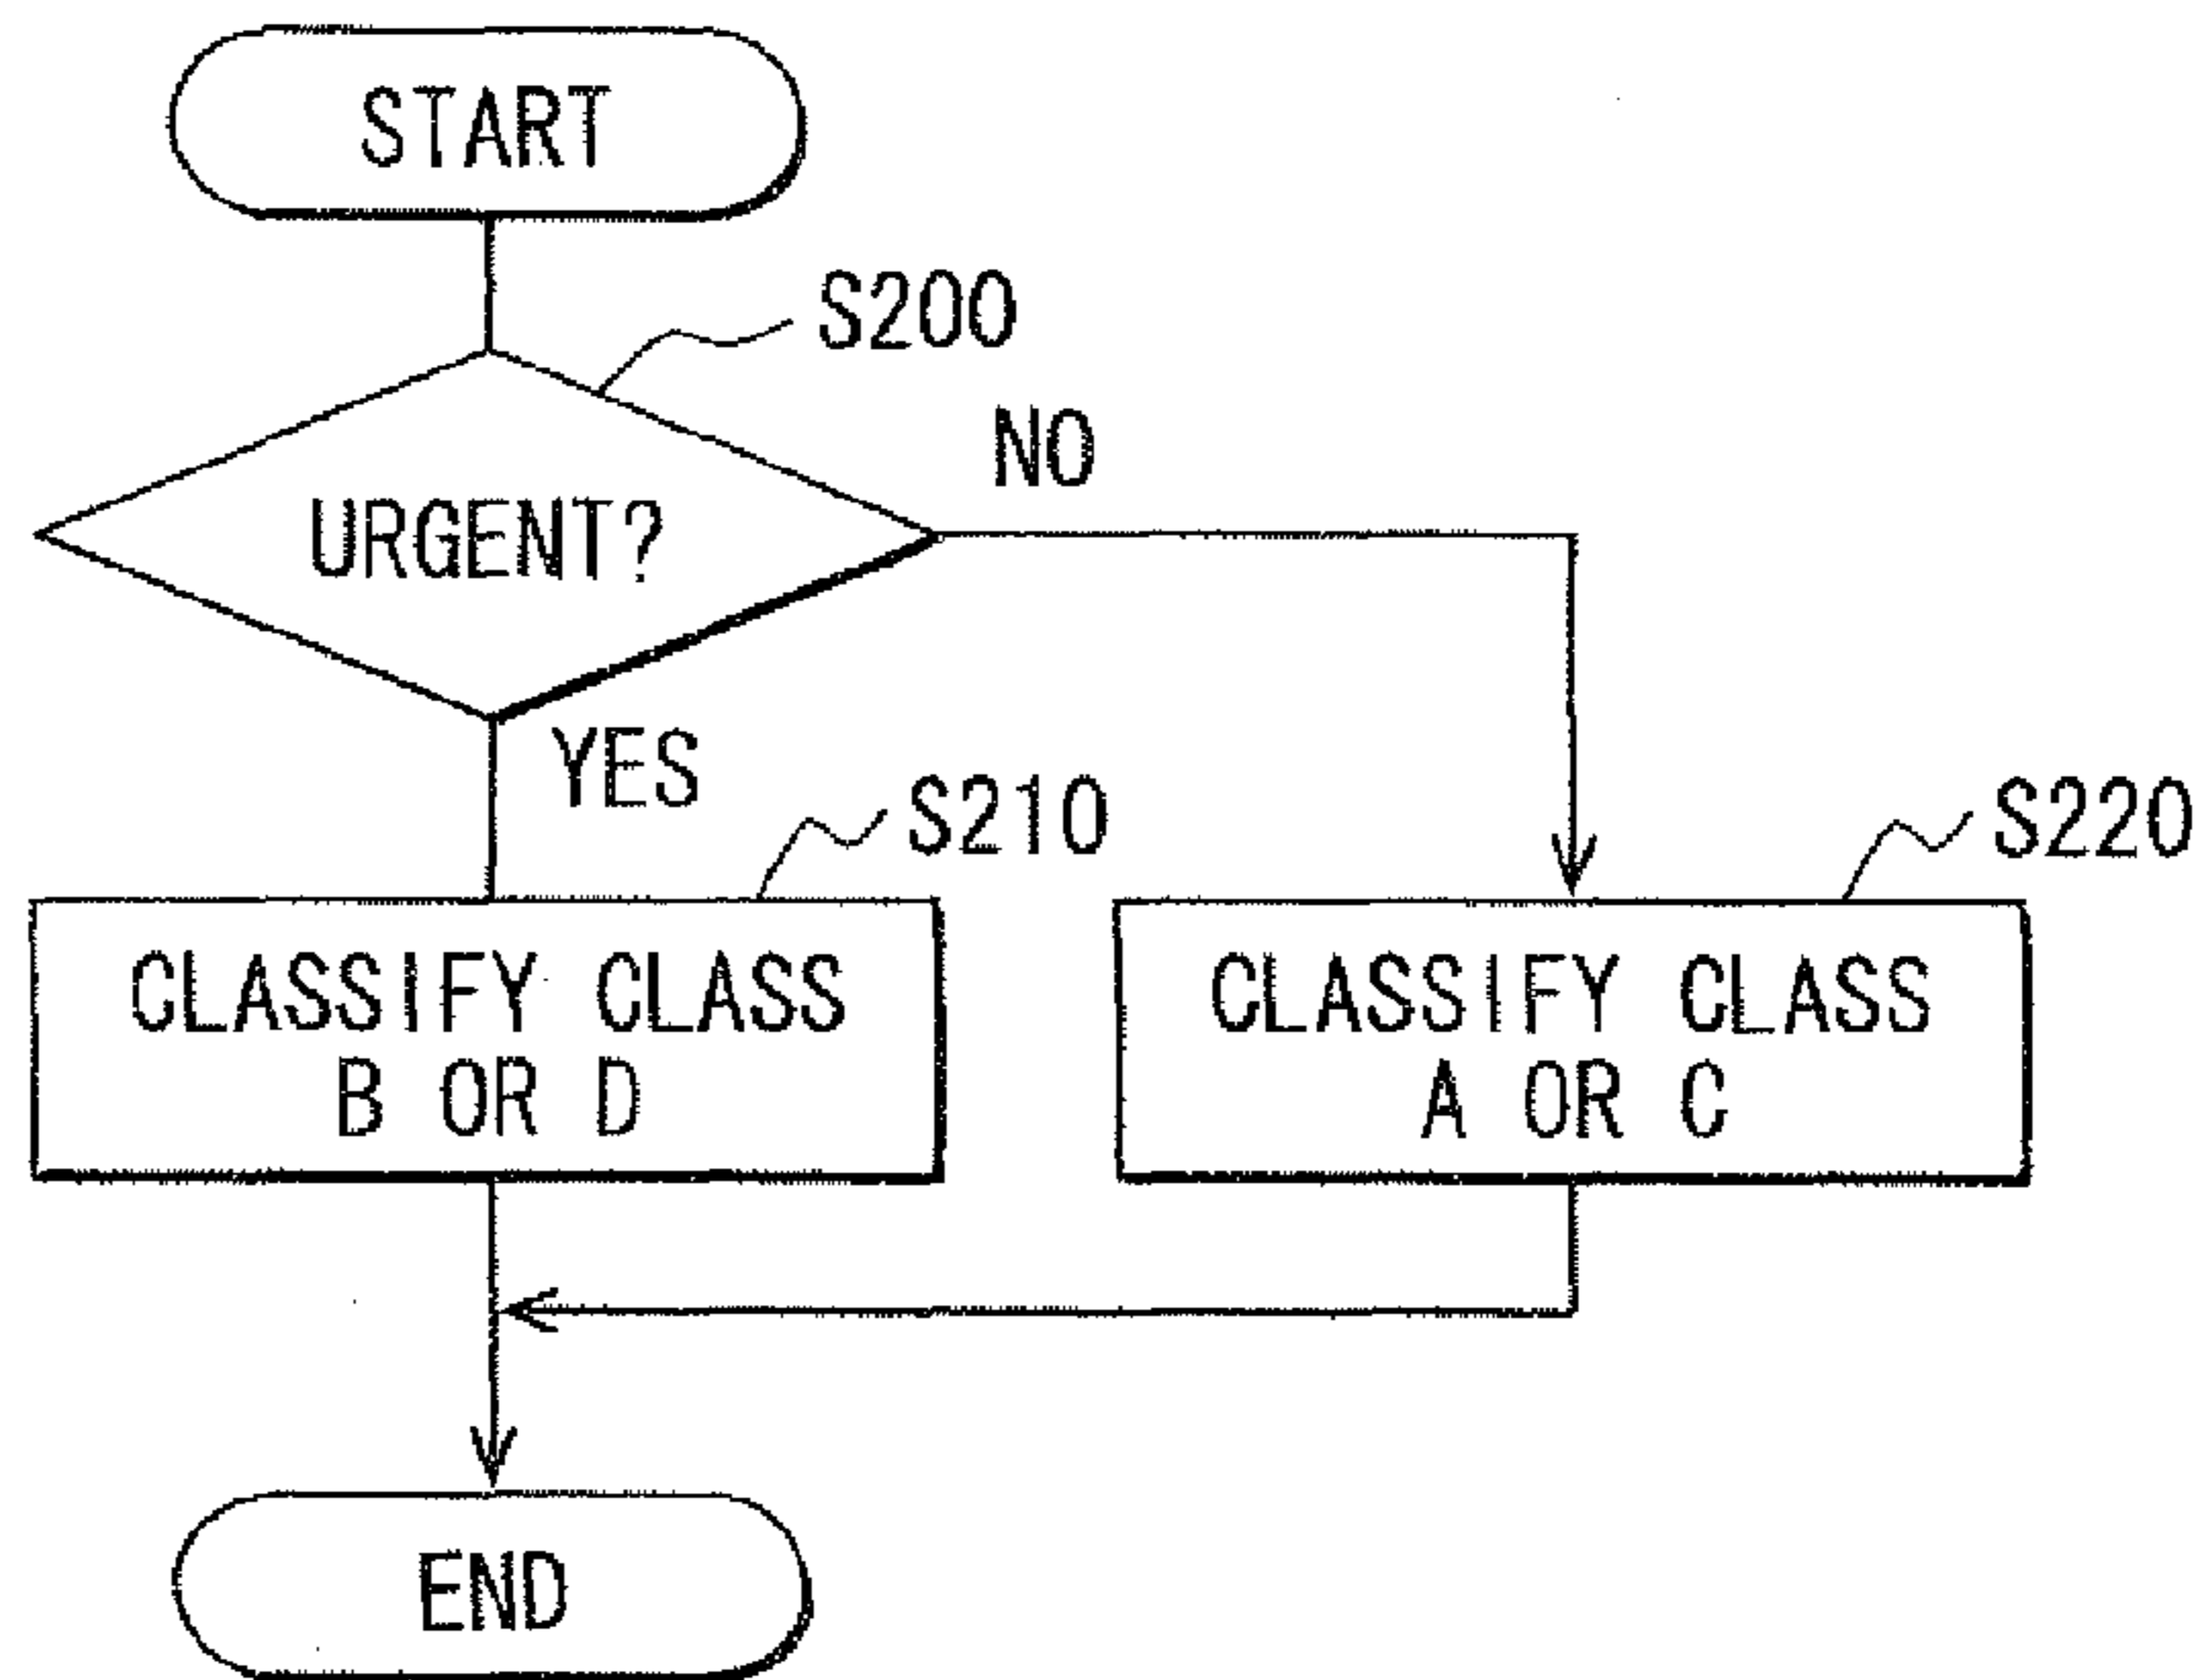 START
S200
NO
URGENT?
YES
S210
S220
CLASSIFY CLASS
B OR D
CLASSIFY CLASS
A OR C
END